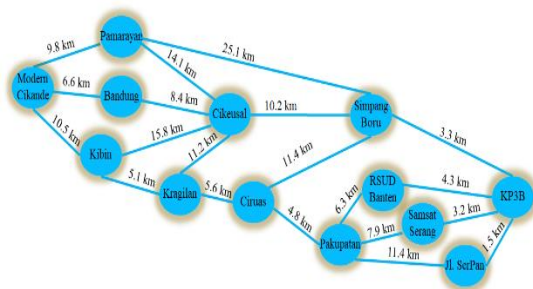 Pamarayan
9.8 km
14.1 km
25.1 km
Modern
Cikande
6.6 km
Bandung
8.4 km
Cikeusal
10.2 km
Simpang
Boru
3.3 km
10.5 km
15.8 km
Kibin
11.2 km
11.4 km
5.1 km
Kragilan
5.6 km
Ciruas
4.8 km
6.3 km
RSUD
Banten
4.3 km
KP3B
Samsat
Serang
3.2 km
Pakupatan
7.9 km
11.4 km
Jl. SerPan
1.5 km